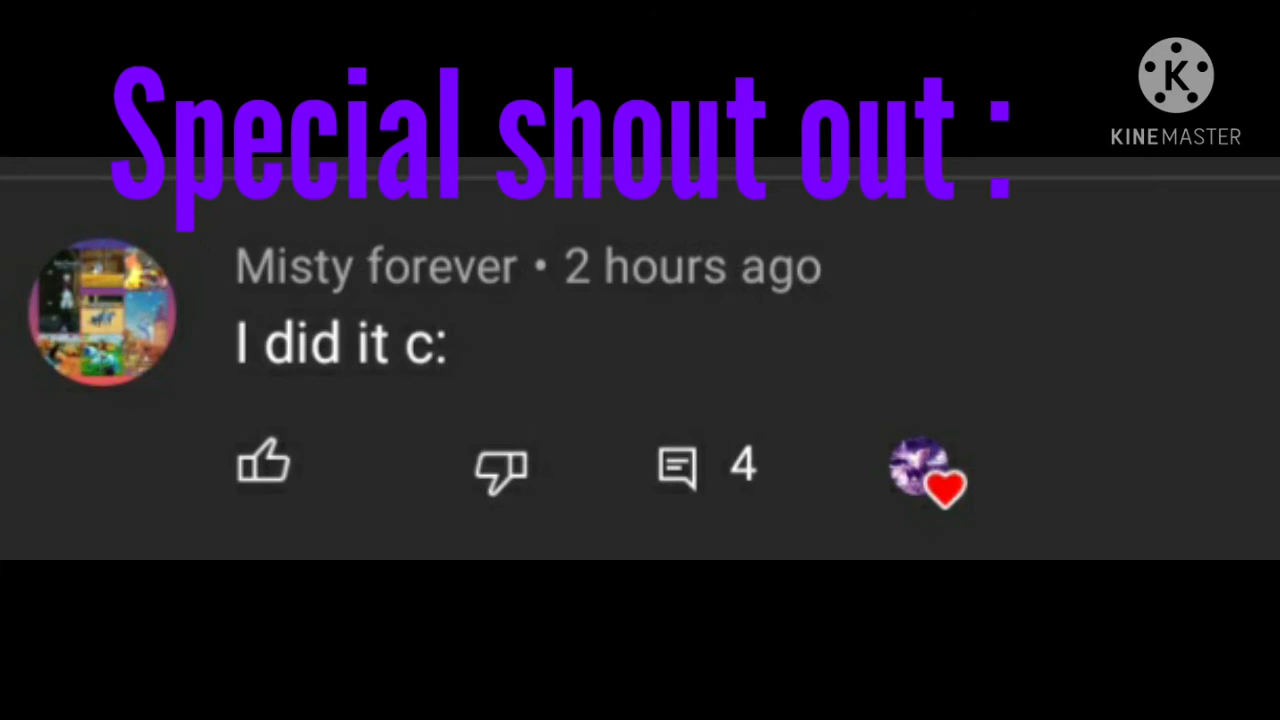 Special shout out :
KINEMASTER
Misty forever • 2 hours ago
I did it c:
4